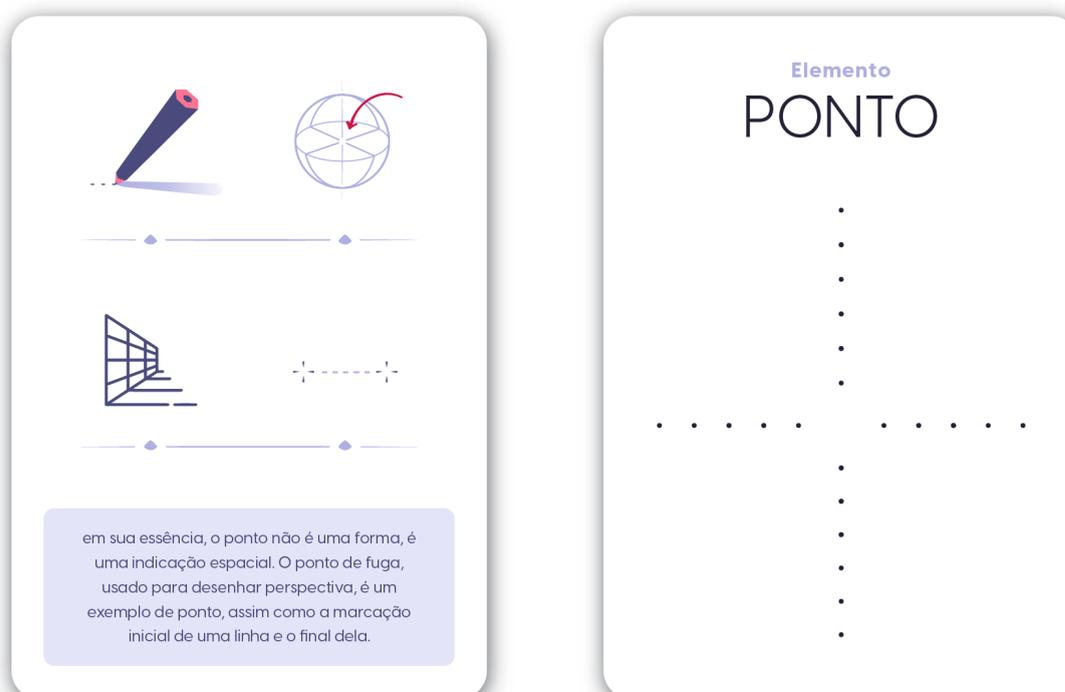 em sua essência, o ponto não é uma forma, é
uma indicação espacial. O ponto de fuga,
usado para desenhar perspectiva, é um
exemplo de ponto, assim como a marcação
inicial de uma linha e o final dela.
Elemento
PONTO